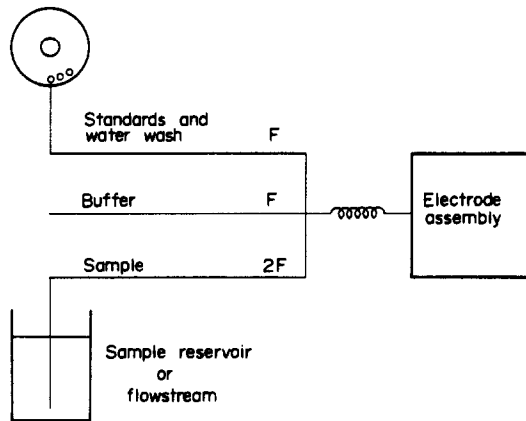 Standards and
water wash
F
Buffer
F
Electrode
assembly
Sample
2F
Sample reservoir
or
flowstream